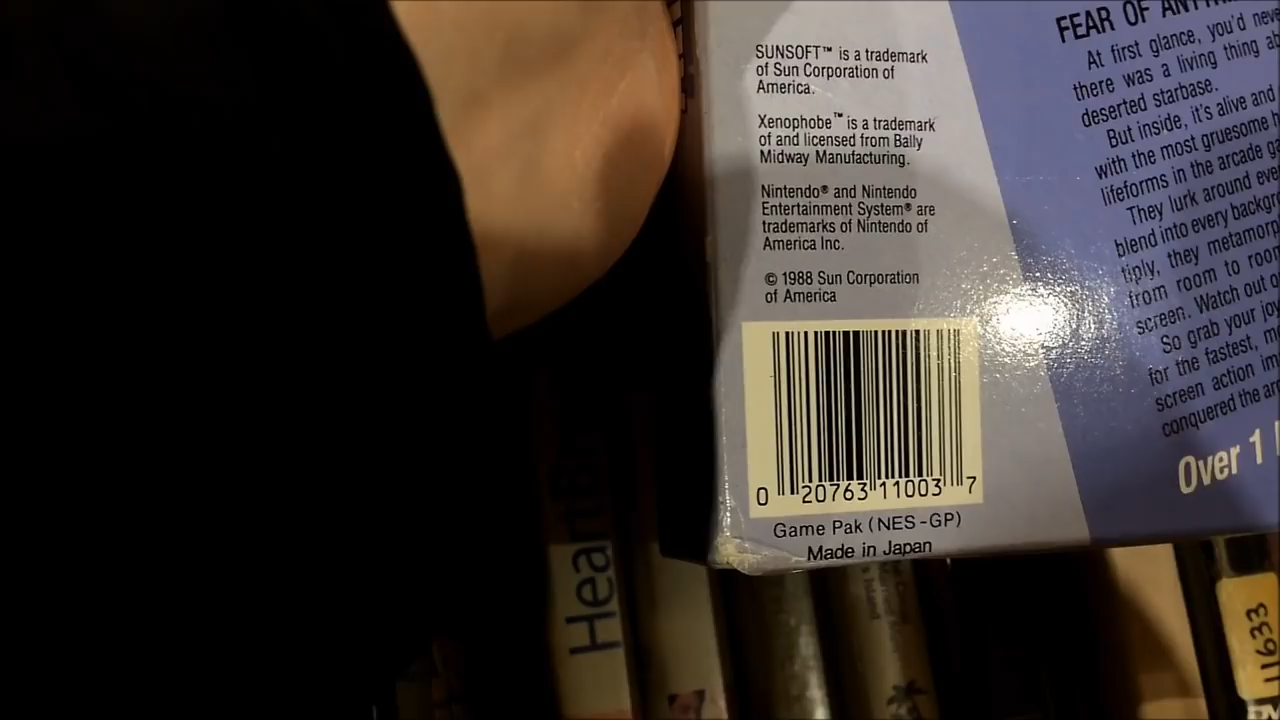 SUNSOFT™ is a trademark
of Sun Corporation of
America.
Xenophobe™ is a trademark
of and licensed from Bally
Midway Manufacturing.
Nintendo® and Nintendo
Entertainment System® are
trademarks of Nintendo of
America Inc.
© 1988 Sun Corporation
of America
0 20763 11003 7
Game Pak (NES-GP)
Made in Japan
FEAR OF
At first glance, you'd
there was a living thing
deserted starbase.
But inside, it's alive and
with the most gruesome
lifeforms in the arcade
They lurk around
blend into every
tiply, they
from room to room
screen. Watch out
So grab your
for the fastest,
screen action
conquered the
Over 1
Hear
Island
11633